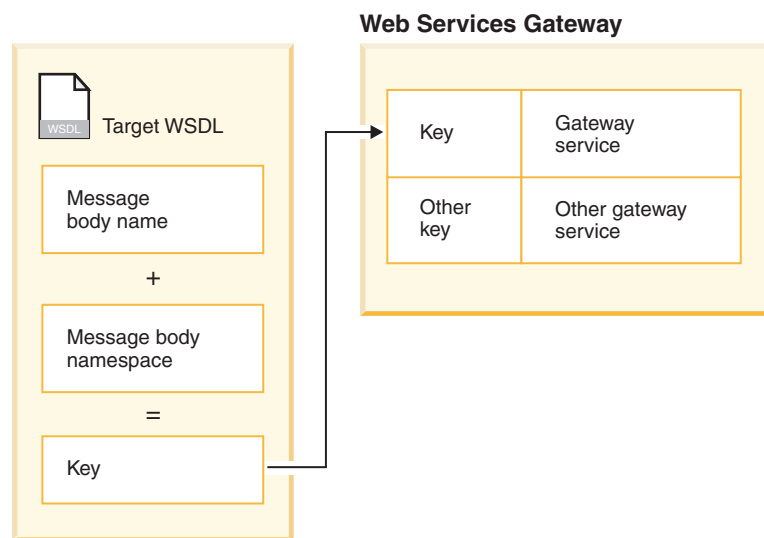 Web Services Gateway
WSDL
Target WSDL
Message
body name
+
Message body
namespace
=
Key
Key
Gateway
service
Other
key
Other gateway
service